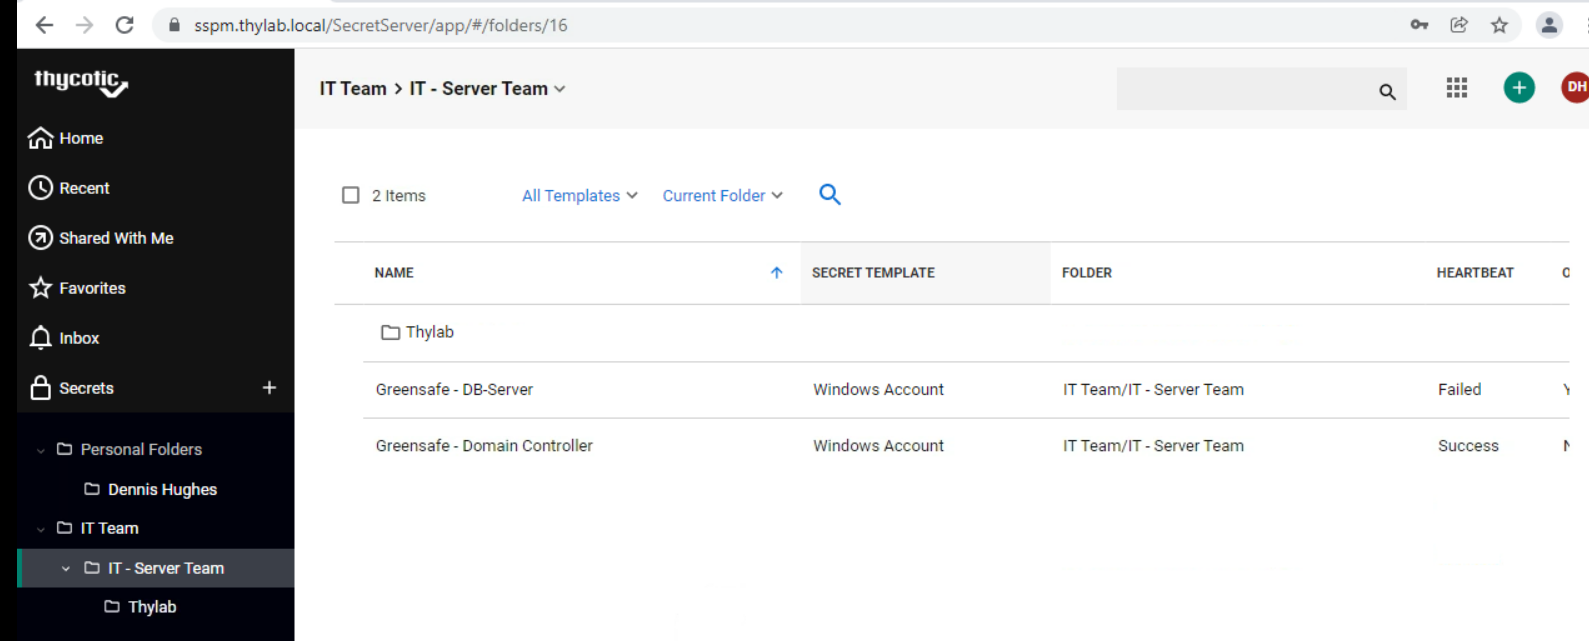 sspm.thylab.local/SecretServer/app/#/folders/16
thycotic
IT Team > IT - Server Team
DH
Home
Recent
Shared With Me
Favorites
Inbox
Secrets +
Personal Folders
Dennis Hughes
IT Team
IT - Server Team
Thylab
2 Items All Templates Current Folder
NAME SECRET TEMPLATE FOLDER HEARTBEAT
Thylab
Greensafe - DB-Server Windows Account IT Team/IT - Server Team Failed
Greensafe - Domain Controller Windows Account IT Team/IT - Server Team Success